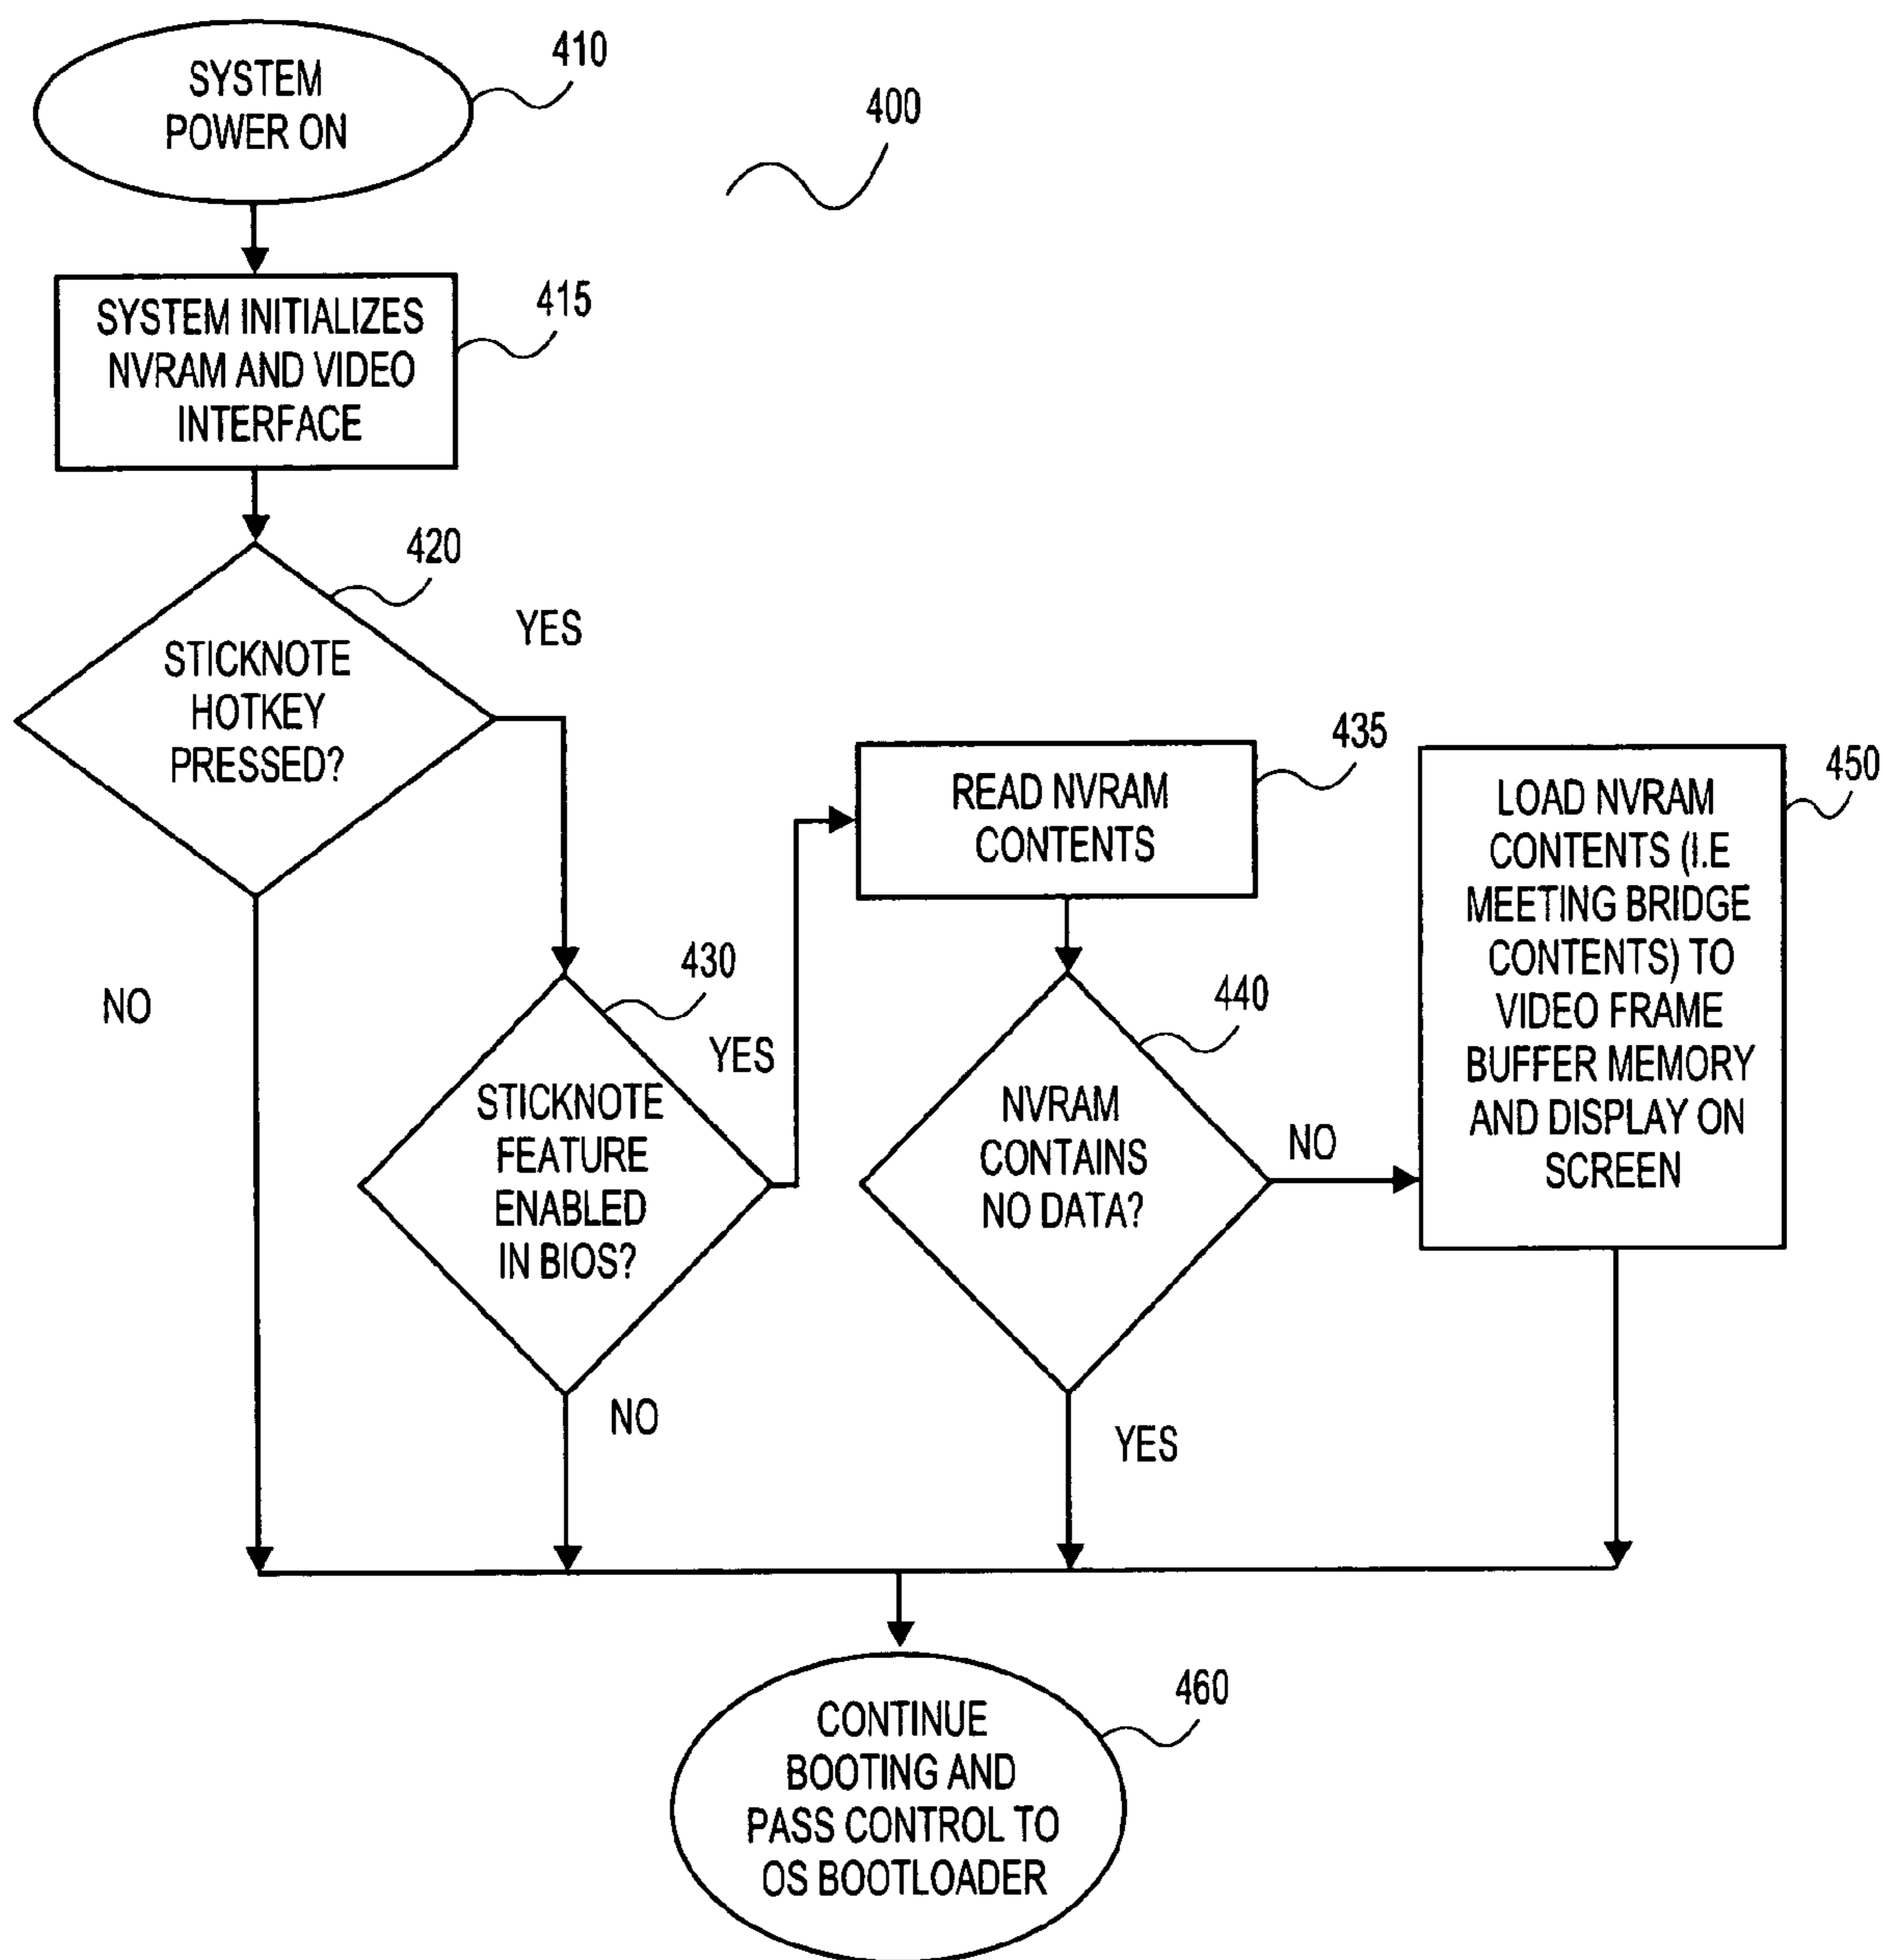 SYSTEM
POWER ON
410
400
SYSTEM INITIALIZES
NVRAM AND VIDEO
INTERFACE
415
STICKNOTE
HOTKEY
PRESSED?
420
YES
NO
STICKNOTE
FEATURE
ENABLED
IN BIOS?
430
YES
NO
READ NVRAM
CONTENTS
435
NVRAM
CONTAINS
NO DATA?
440
NO
YES
LOAD NVRAM
CONTENTS (I.E
MEETING BRIDGE
CONTENTS) TO
VIDEO FRAME
BUFFER MEMORY
AND DISPLAY ON
SCREEN
450
CONTINUE
BOOTING AND
PASS CONTROL TO
OS BOOTLOADER
460